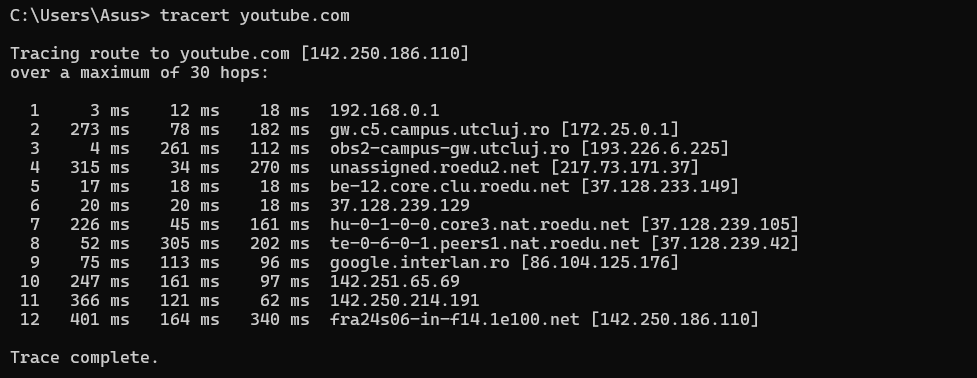 C:\Users\Asus> tracert youtube.com
Tracing route to youtube.com [142.250.186.110]
over a maximum of 30 hops:
1 3 ms 12 ms 18 ms 192.168.0.1
2 273 ms 78 ms 182 ms gw.c5.campus.utcluj.ro [172.25.0.1]
3 4 ms 261 ms 112 ms obs2-campus-gw.utcluj.ro [193.226.6.225]
4 315 ms 34 ms 270 ms unassigned.roedu2.net [217.73.171.37]
5 17 ms 18 ms 18 ms be-12.core.clu.roedu.net [37.128.233.149]
6 20 ms 20 ms 18 ms 37.128.239.129
7 226 ms 45 ms 161 ms hu-0-1-0-0.core3.nat.roedu.net [37.128.239.105]
8 52 ms 305 ms 202 ms te-0-6-0-1.peers1.nat.roedu.net [37.128.239.42]
9 75 ms 113 ms 96 ms google.interlan.ro [86.104.125.176]
10 247 ms 161 ms 97 ms 142.251.65.69
11 366 ms 121 ms 62 ms 142.250.214.191
12 401 ms 164 ms 340 ms fra24s06-in-f14.1e100.net [142.250.186.110]
Trace complete.